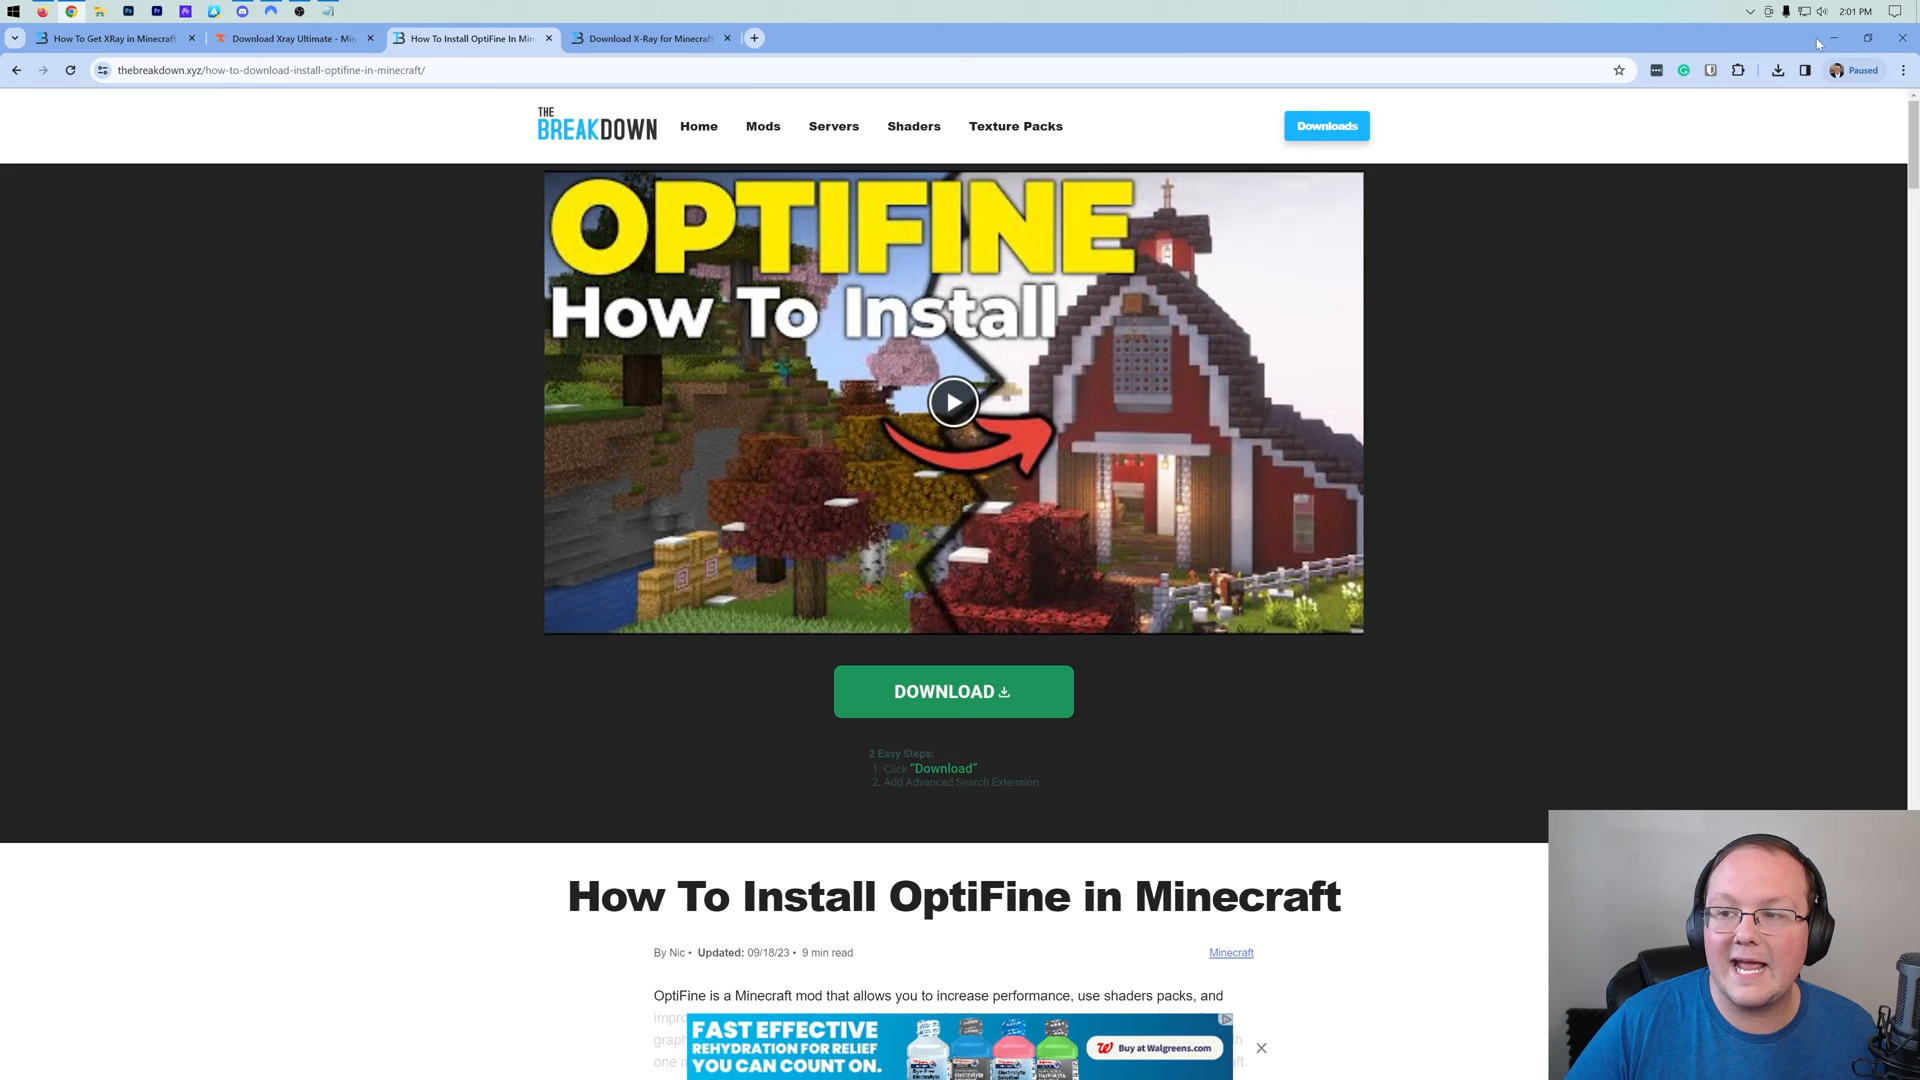 2:01 PM
How To Get XRay in Minecraft
Download Xray Ultimate - Min
How To Install OptiFine In Min
Download X-Ray for Minecraft
thebreakdown.xyz/how-to-download-install-optifine-in-minecraft/
Paused
THE
BREAKDOWN
Home
Mods
Servers
Shaders
Texture Packs
Downloads
OPTIFINE
How To Install
DOWNLOAD
2 Easy Steps:
1. Click "Download"
2. Add Advanced Search Extension
How To Install OptiFine in Minecraft
By Nic • Updated: 09/18/23 • 9 min read
Minecraft
OptiFine is a Minecraft mod that allows you to increase performance, use shaders packs, and
FAST EFFECTIVE
REHYDRATION FOR RELIEF
YOU CAN COUNT ON.
Buy at Walgreens.com